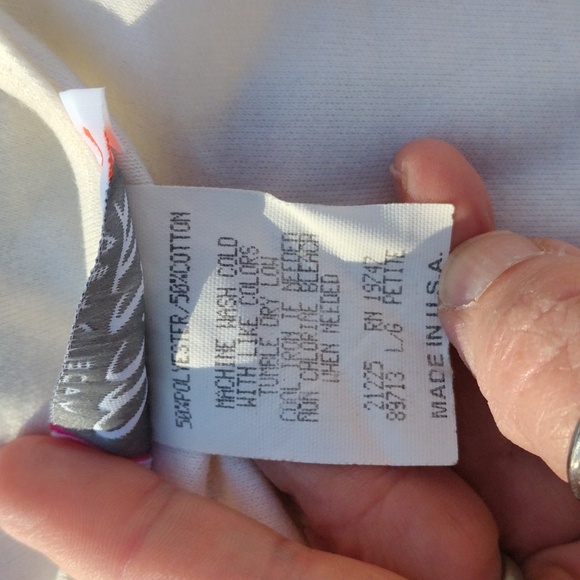 50%POLYESTER/50%COTTON
MACHINE WASH COLD
WITH LIKE COLORS
TUMBLE DRY LOW
COOL IRON IF NEEDED
NON CHLORINE BLEACH
WHEN NEEDED
21225 RN 19747
89713 L/G PETITE
MADE IN U.S.A.